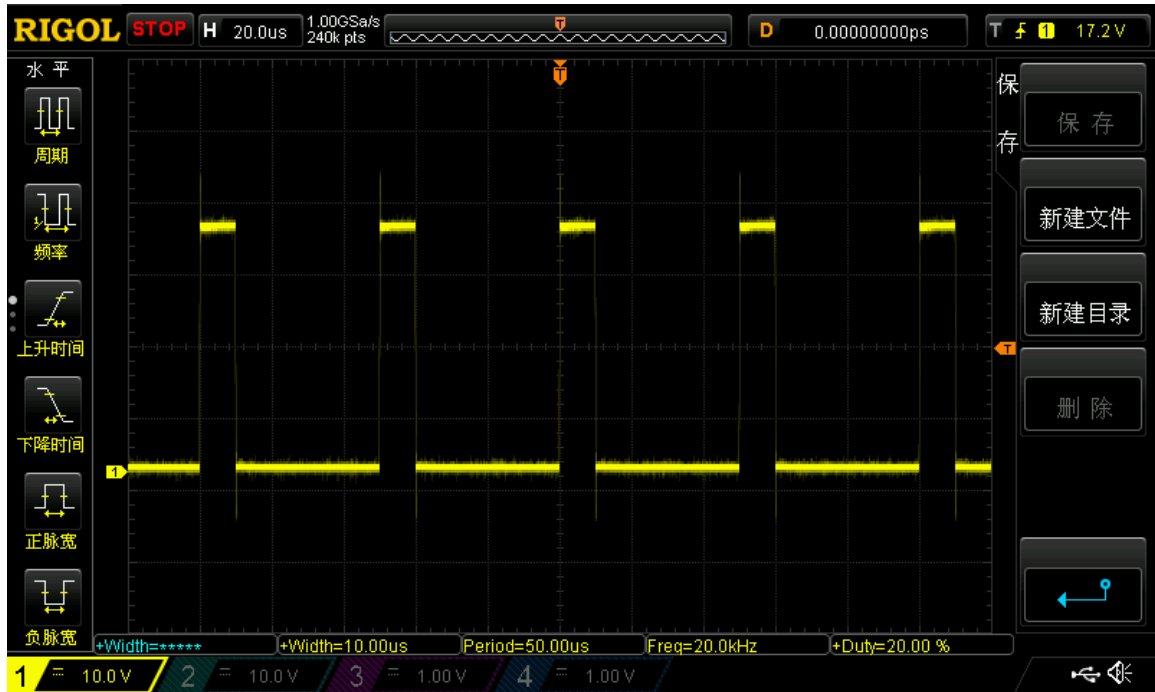 RIGOL STOP H 20.0us 1.00GSa/s 240k pts T D 0.00000000ps T 1 17.2 V
水平
周期
频率
上升时间
下降时间
正脉宽
负脉宽
T
1
T
保存
保存
新建文件
新建目录
删除
+Width=***** +Width=10.00us Period=50.00us Freq=20.0kHz +Duty=20.00 %
1 = 10.0 V 2 = 10.0 V 3 = 1.00 V 4 = 1.00 V